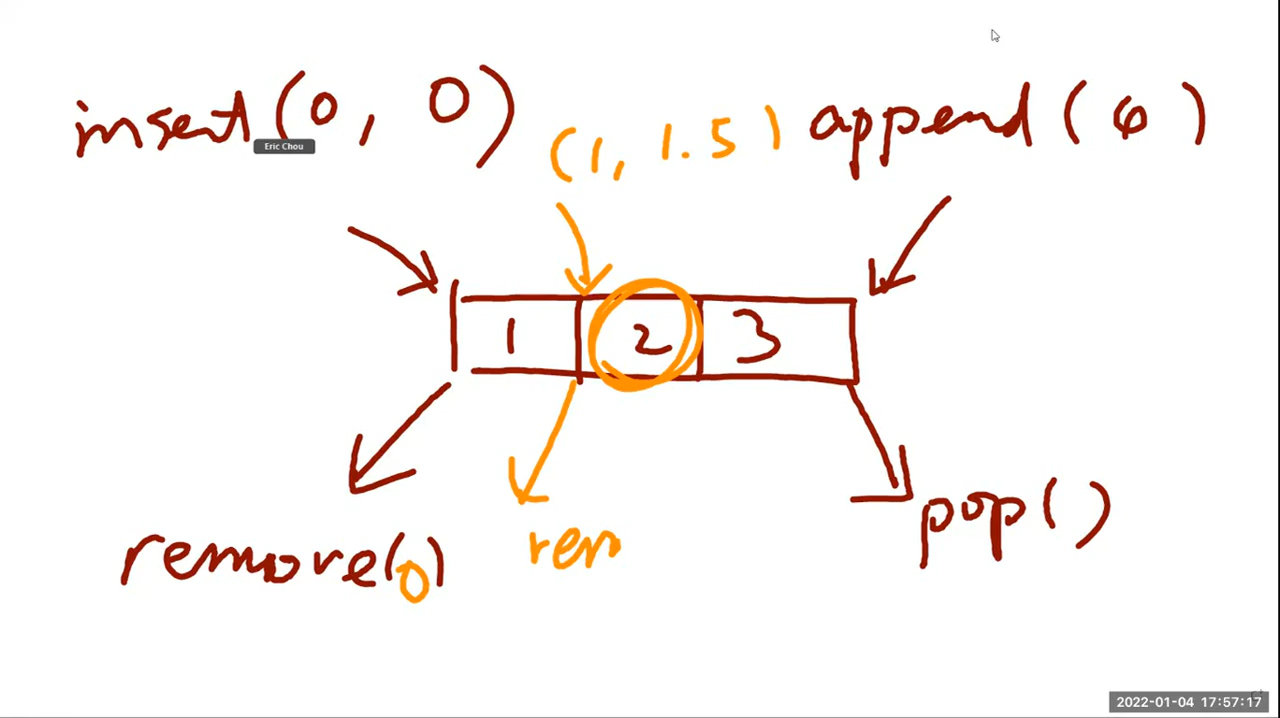 insert(0, 0)
Eric Chou
(1, 1.5)
append(6)
1 2 3
remove(0)
rem
pop()
2022-01-04 17:57:17